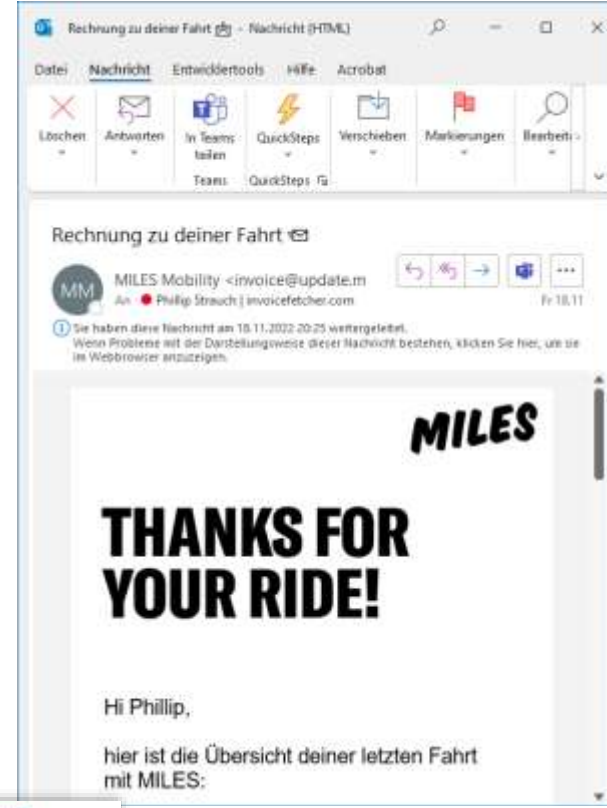 Rechnung zu deiner Fahrt - Nachricht (HTML)
Datei Nachricht Entwicklertools Hilfe Acrobat
Löschen Antworten In Teams teilen QuickSteps Verschieben Markierungen Bearbeit
Teams QuickSteps
Rechnung zu deiner Fahrt
MM
MILES Mobility <invoice@update.m
An Phillip Strauch | invoicefetcher.com
Fr 18.11
Sie haben diese Nachricht am 18.11.2022 20:25 weitergeleitet.
Wenn Probleme mit der Darstellungsweise dieser Nachricht bestehen, klicken Sie hier, um sie
im Webbrowser anzuzeigen.
MILES
THANKS FOR
YOUR RIDE!
Hi Phillip,
hier ist die Übersicht deiner letzten Fahrt
mit MILES: